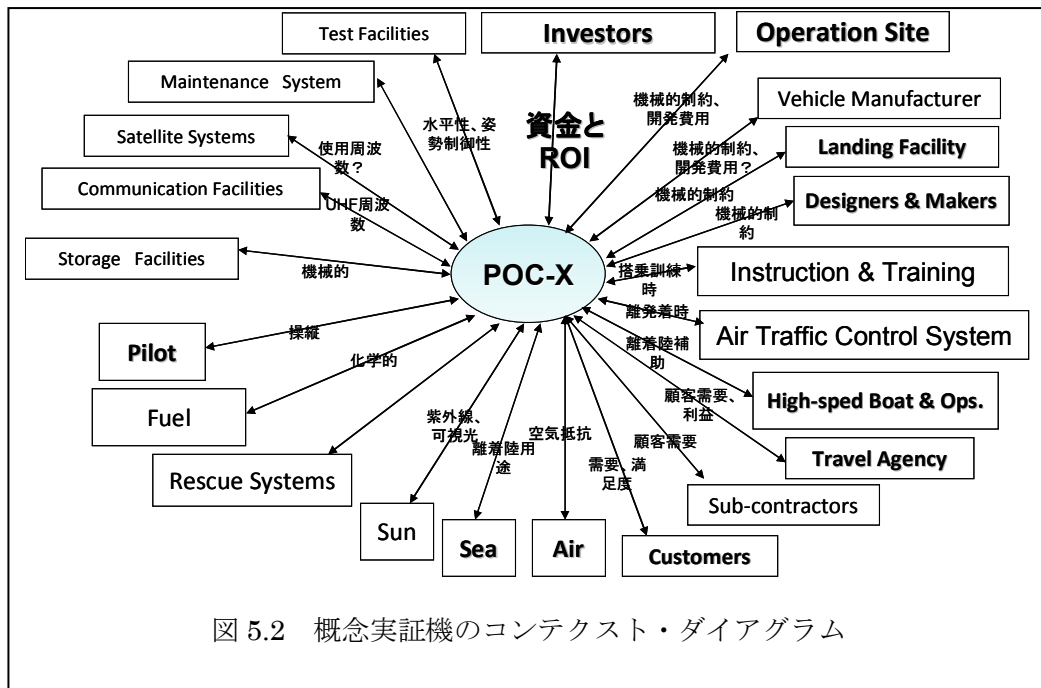 Test Facilities
Investors
Operation Site
Maintenance System
Vehicle Manufacturer
Satellite Systems
Landing Facility
Communication Facilities
Designers & Makers
Storage Facilities
Instruction & Training
Pilot
Air Traffic Control System
Fuel
High-sped Boat & Ops.
Rescue Systems
Travel Agency
Sun
Sub-contractors
Sea
Air
Customers
POC-X
水平性、姿
勢制御性
資金と
ROI
機械的制約、
開発費用
使用周波
数？
機械的制約、
開発費用？
UHF周波
数
機械的制約
機械的制
約
機械的
搭乗訓練
時
操縦
離発着時
化学的
離着陸補
助
紫外線、
可視光
離着陸用
途
空気抵抗
需要、満
足度
顧客需要
顧客需要、
利益
図 5.2 概念実証機のコンテクスト・ダイアグラム